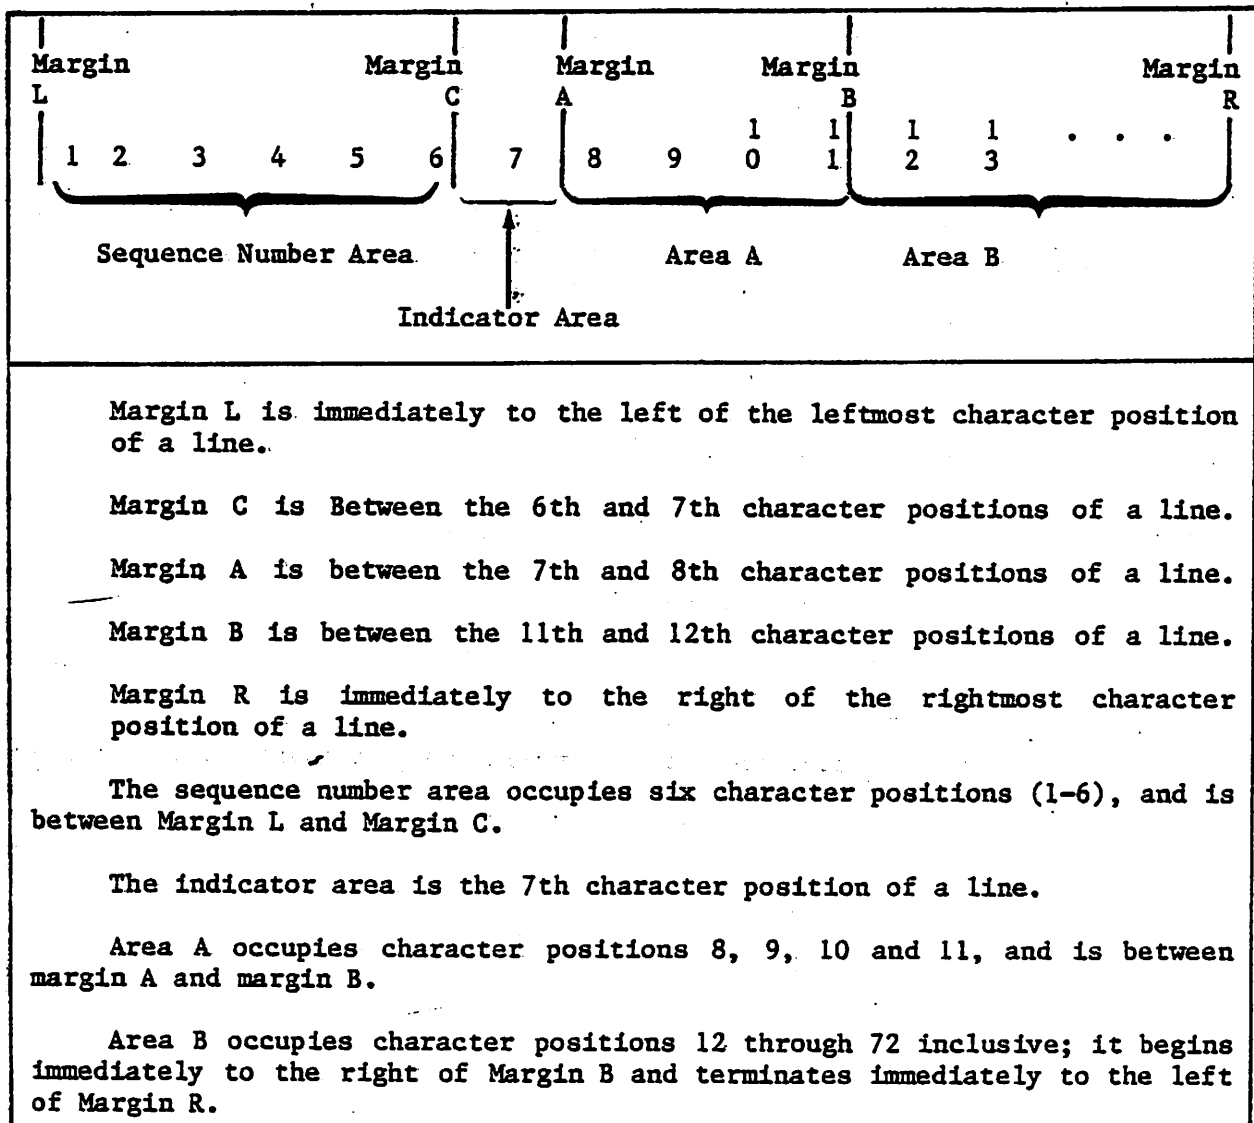 Margin Margin Margin Margin Margin
L C A B R
1 1 1 1 . . .
1 2 3 4 5 6 7 8 9 0 1 2 3
Sequence Number Area Area A Area B
Indicator Area
Margin L is immediately to the left of the leftmost character position
of a line.
Margin C is Between the 6th and 7th character positions of a line.
Margin A is between the 7th and 8th character positions of a line.
Margin B is between the 11th and 12th character positions of a line.
Margin R is immediately to the right of the rightmost character
position of a line.
The sequence number area occupies six character positions (1-6), and is
between Margin L and Margin C.
The indicator area is the 7th character position of a line.
Area A occupies character positions 8, 9, 10 and 11, and is between
margin A and margin B.
Area B occupies character positions 12 through 72 inclusive; it begins
immediately to the right of Margin B and terminates immediately to the left
of Margin R.